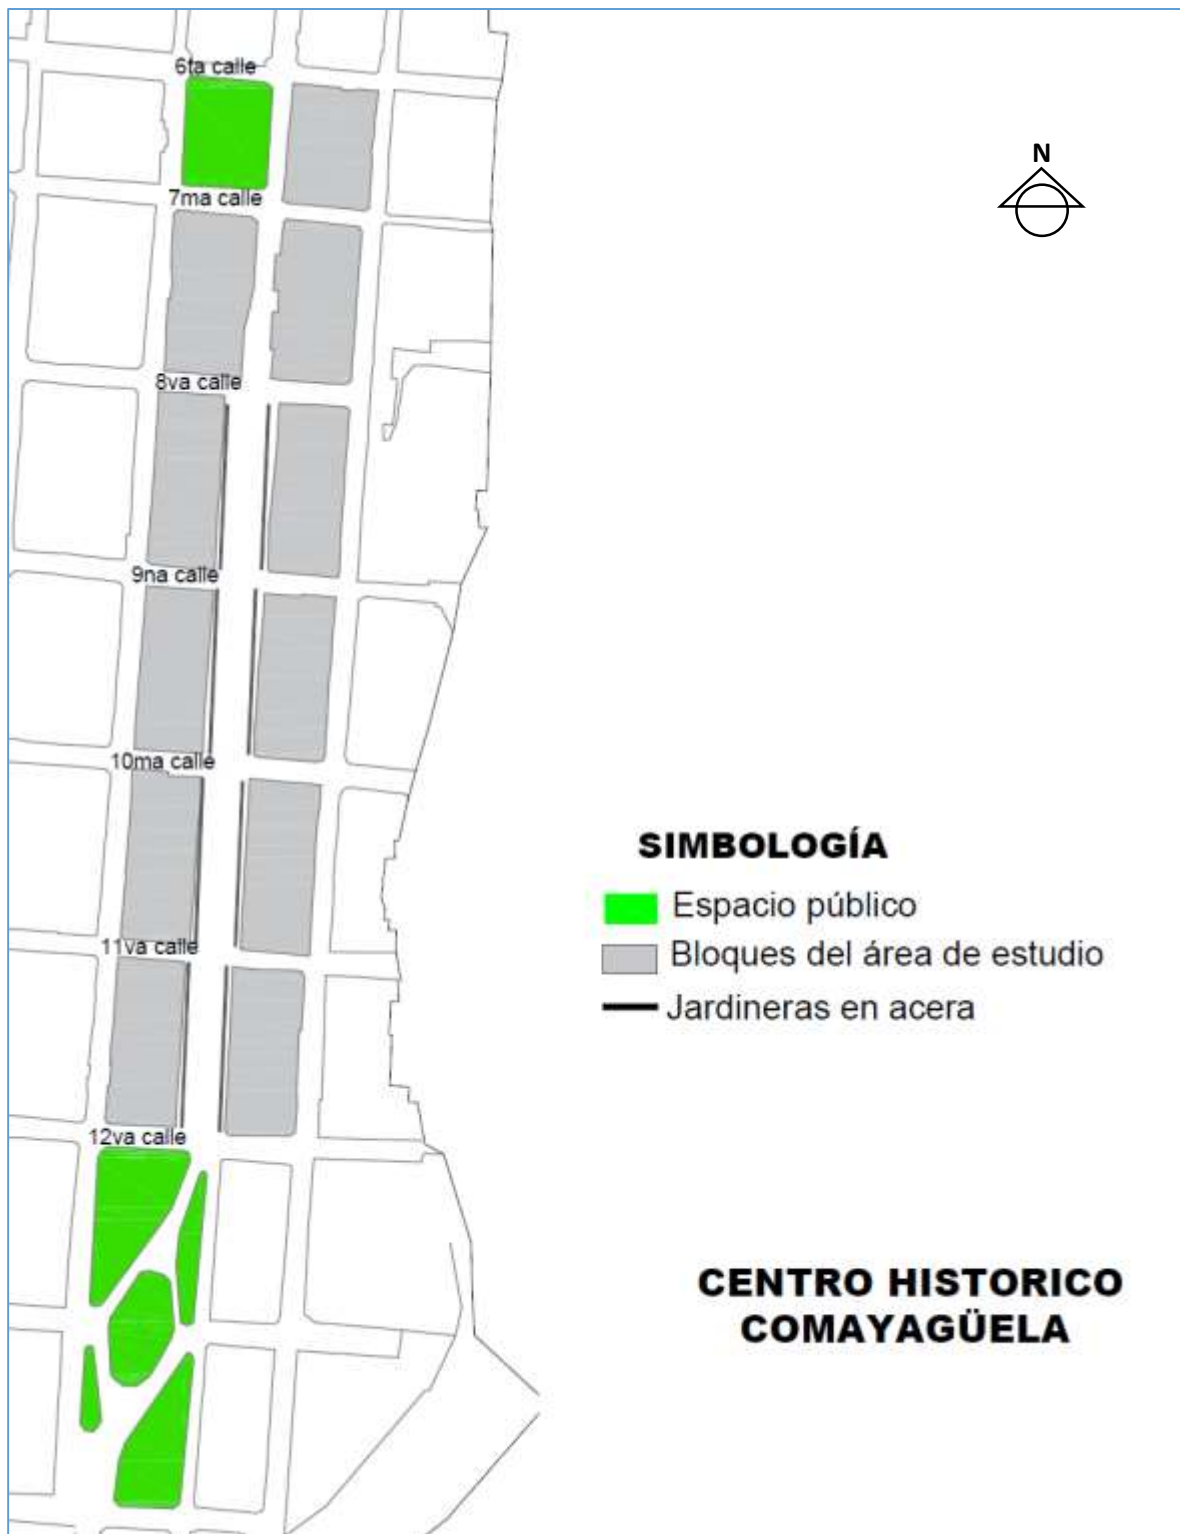 6ta calle
N
7ma calle
8va calle
9na calle
10ma calle
SIMBOLOGÍA
Espacio público
11va calle
Bloques del área de estudio
Jardineras en acera
12va calle
CENTRO HISTORICO
COMAYAGÜELA